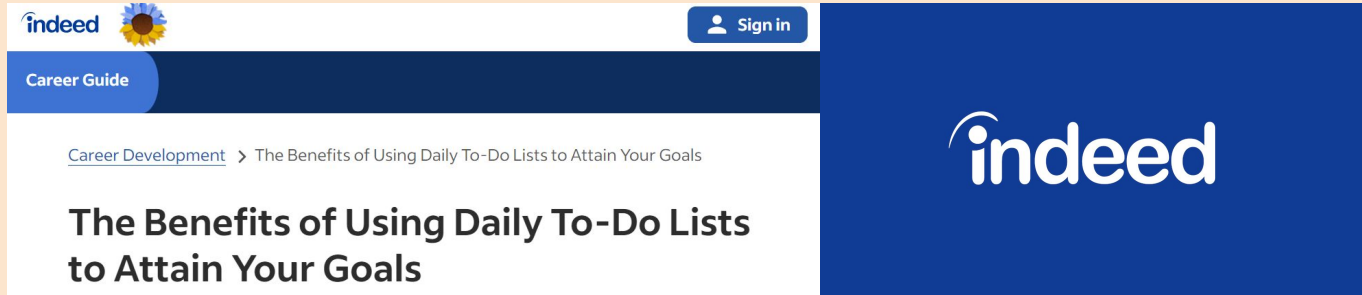 indeed
Sign in
Career Guide
Career Development > The Benefits of Using Daily To-Do Lists to Attain Your Goals
The Benefits of Using Daily To-Do Lists
to Attain Your Goals
indeed